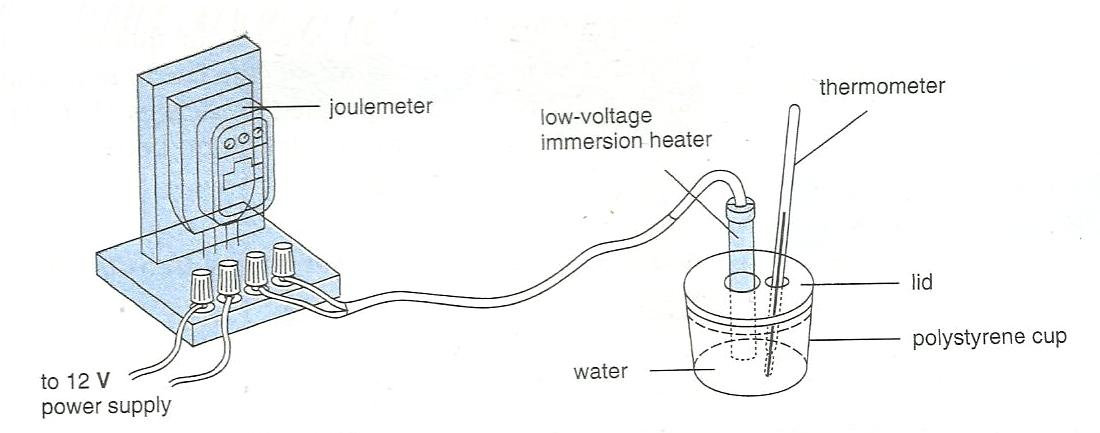 joulemeter
thermometer
low-voltage
immersion heater
lid
polystyrene cup
water
to 12 V
power supply